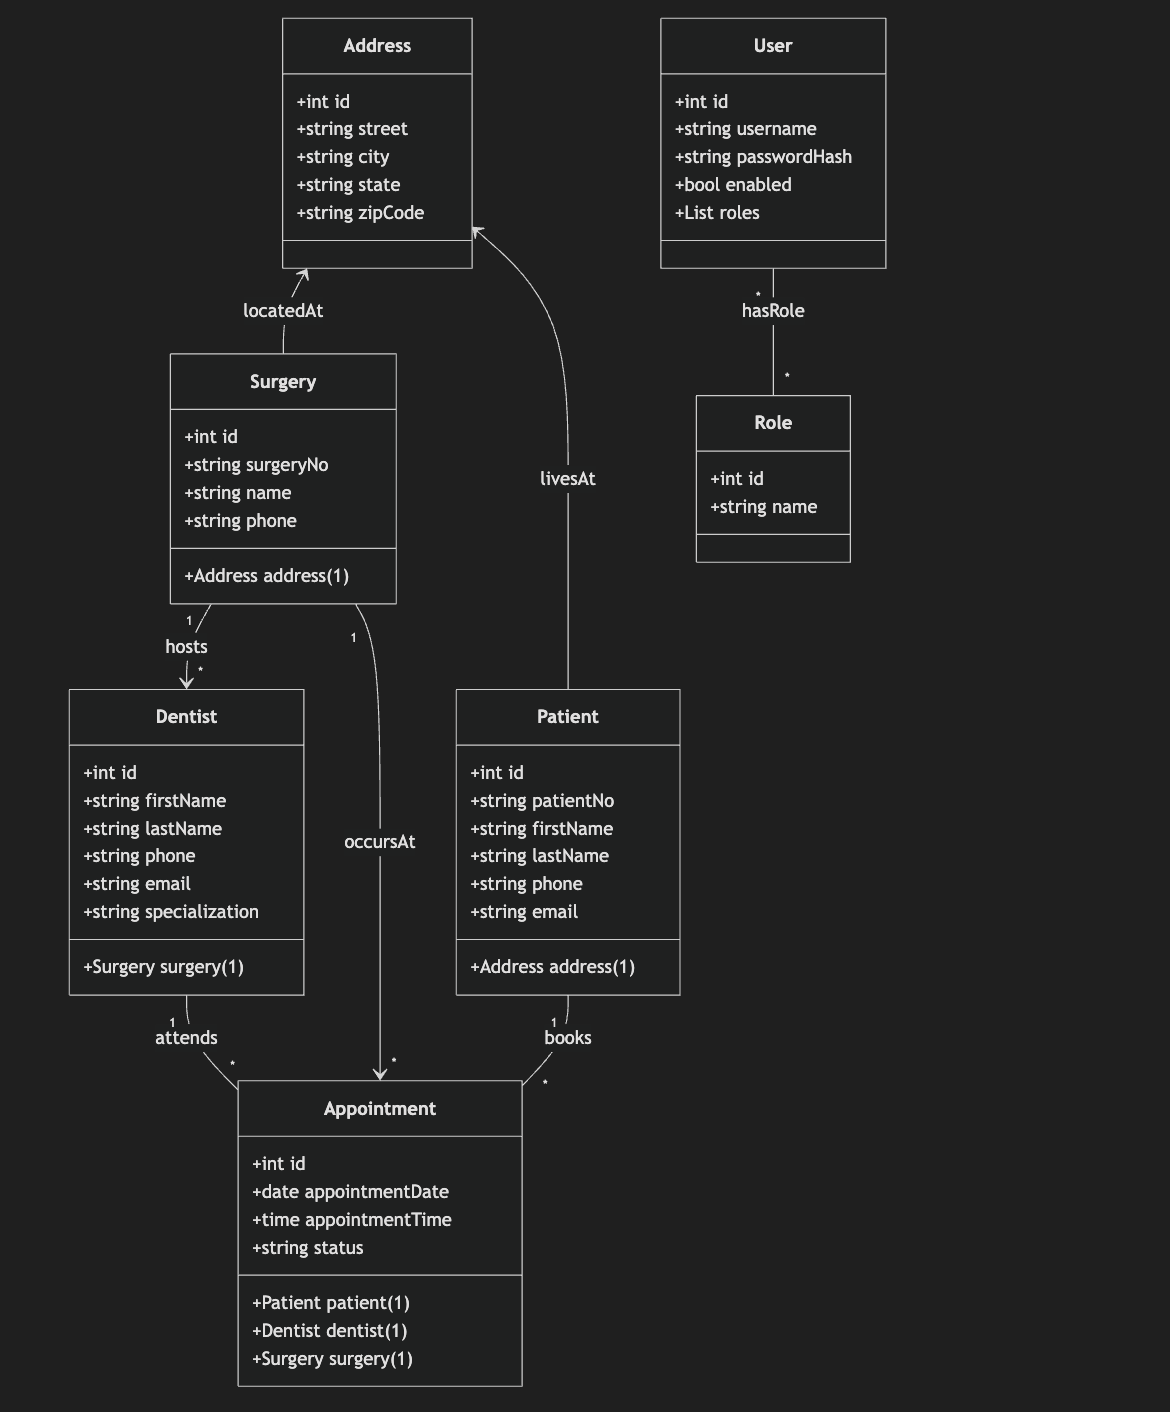 Address
+int id
+string street
+string city
+string state
+string zipCode
User
+int id
+string username
+string passwordHash
+bool enabled
+List roles
locatedAt
*
hasRole
*
Surgery
+int id
+string surgeryNo
+string name
+string phone
+Address address(1)
Role
+int id
+string name
livesAt
1
hosts
*
1
occursAt
*
Dentist
+int id
+string firstName
+string lastName
+string phone
+string email
+string specialization
+Surgery surgery(1)
Patient
+int id
+string patientNo
+string firstName
+string lastName
+string phone
+string email
+Address address(1)
1
attends
*
1
books
*
Appointment
+int id
+date appointmentDate
+time appointmentTime
+string status
+Patient patient(1)
+Dentist dentist(1)
+Surgery surgery(1)